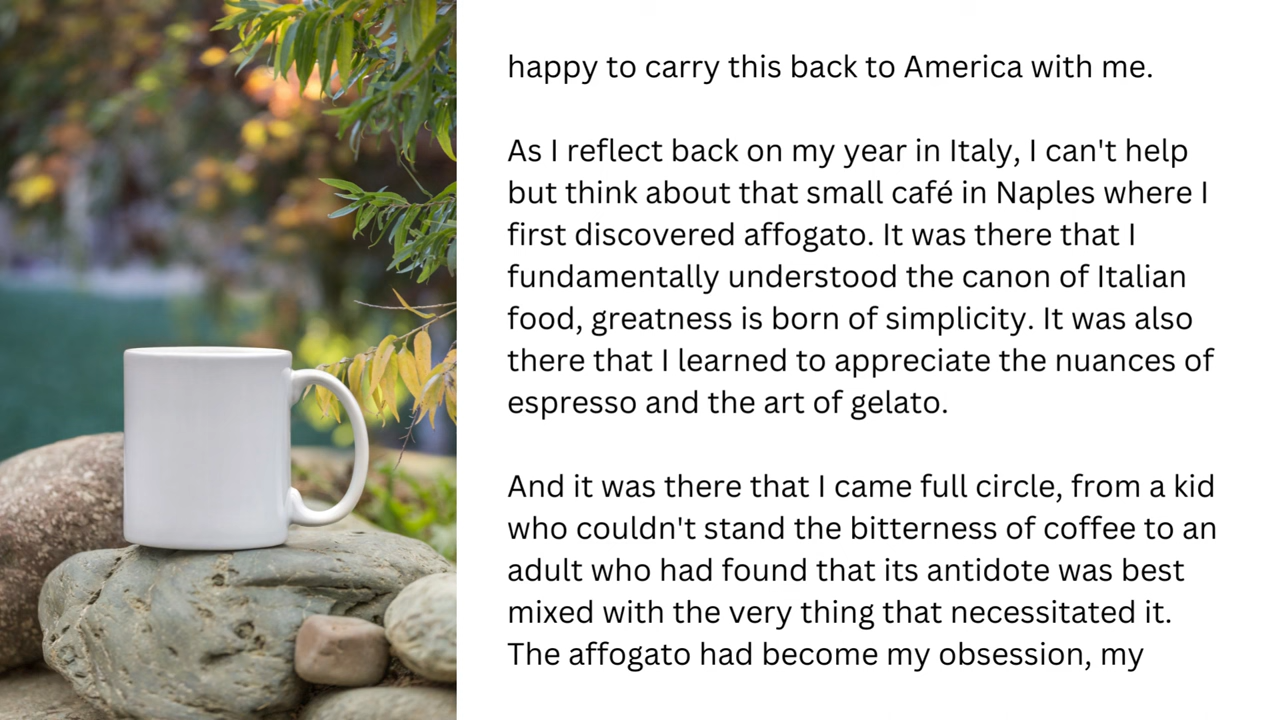 happy to carry this back to America with me.
As I reflect back on my year in Italy, I can't help
but think about that small café in Naples where I
first discovered affogato. It was there that I
fundamentally understood the canon of Italian
food, greatness is born of simplicity. It was also
there that I learned to appreciate the nuances of
espresso and the art of gelato.
And it was there that I came full circle, from a kid
who couldn't stand the bitterness of coffee to an
adult who had found that its antidote was best
mixed with the very thing that necessitated it.
The affogato had become my obsession, my